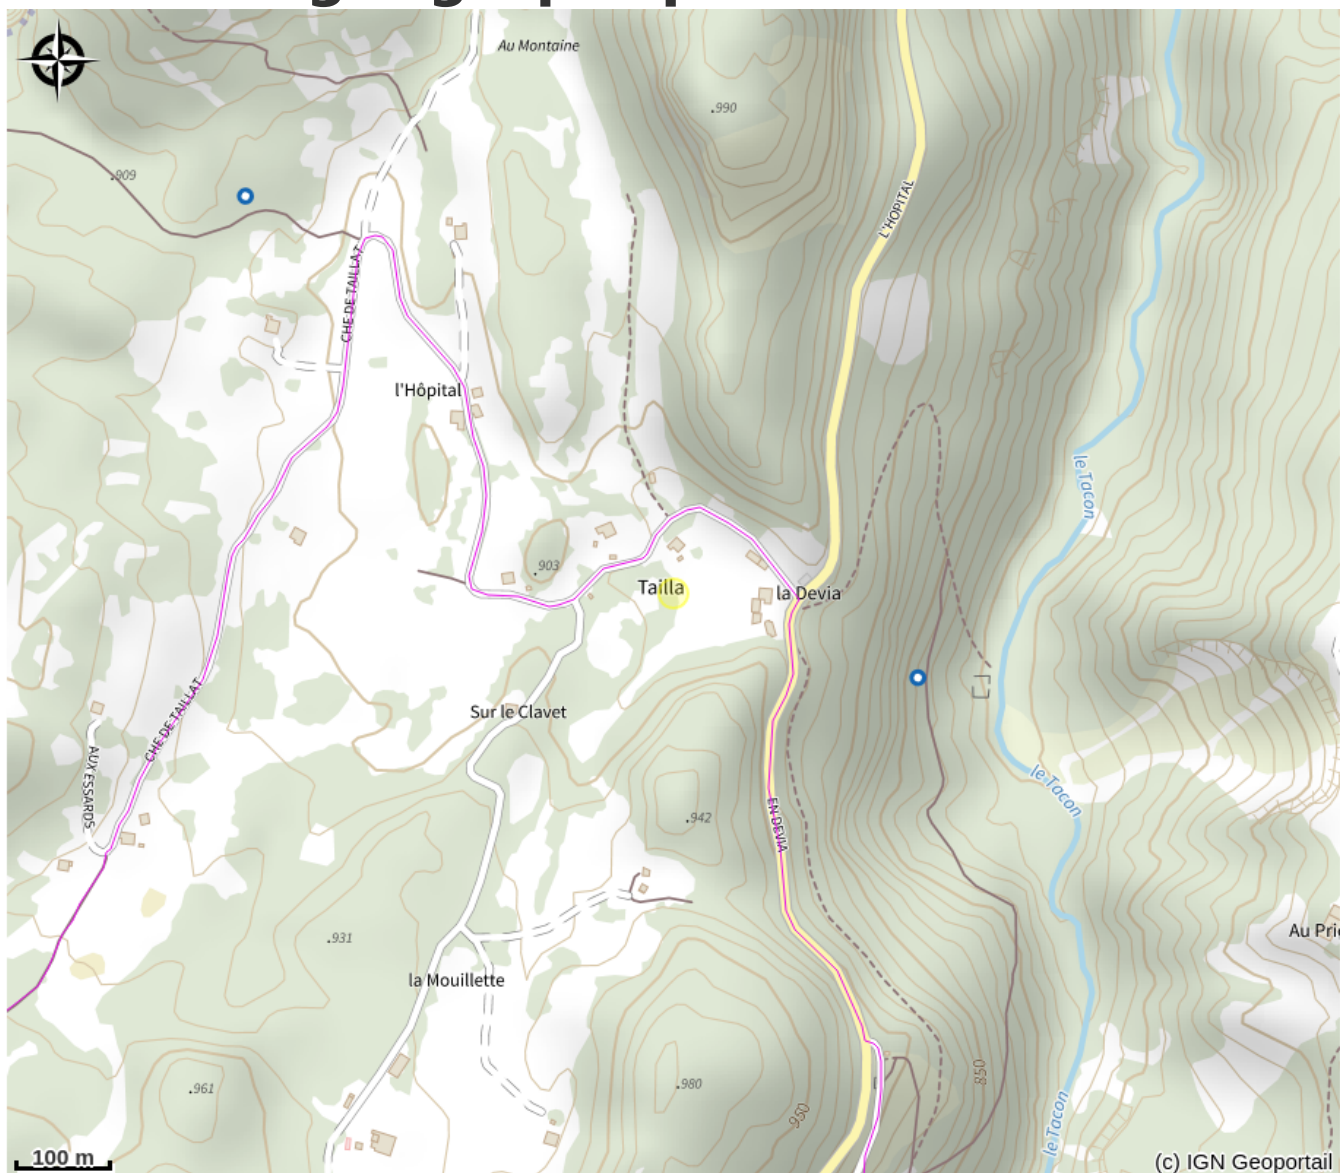 Au Montaine
.990
.909
L'HOPITAL
CHE DE TAILLAT
l'Hôpital
le Tacon
.903
Tailla
la Devia
CHE DE TAILLAT
Sur le Clavet
AUX ESSARDS
le Tacon
EN DEVIA
.942
Au Prie
.931
la Mouillette
850
.961
.980
950
le Tacon
100 m
(c) IGN Geoportail